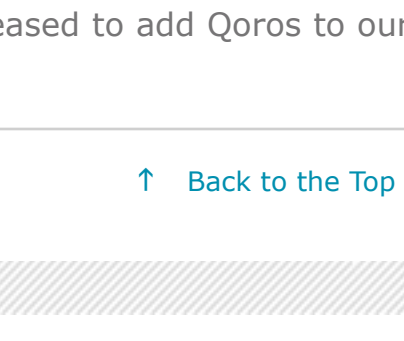 eased to add Qoros to our
↑ Back to the Top